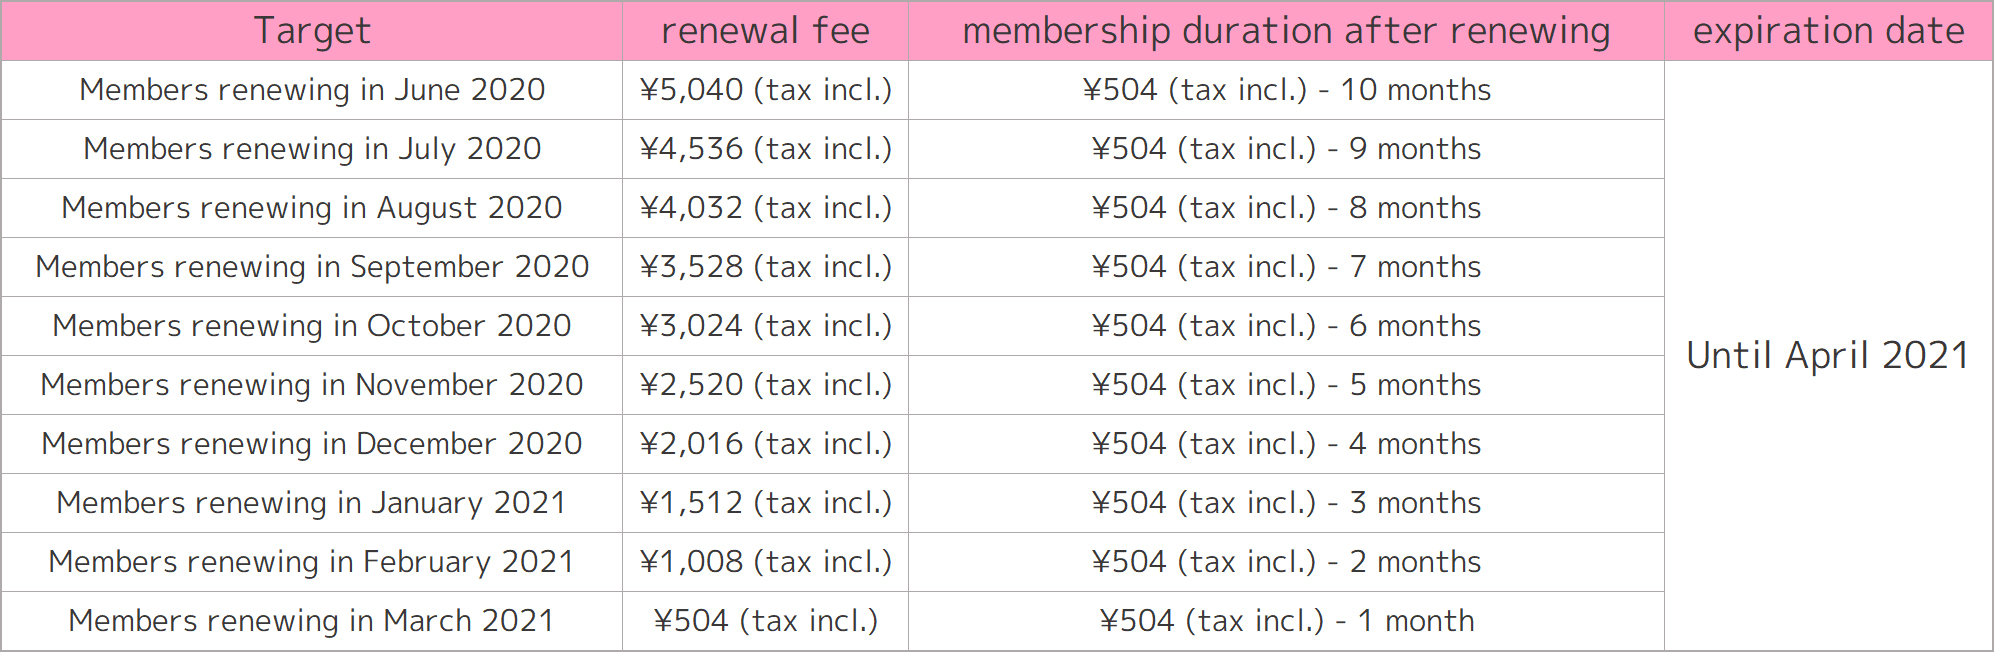 Target renewal fee membership duration after renewing expiration date
Members renewing in June 2020 ¥5,040 (tax incl.) ¥504 (tax incl.) - 10 months
Members renewing in July 2020 ¥4,536 (tax incl.) ¥504 (tax incl.) - 9 months
Members renewing in August 2020 ¥4,032 (tax incl.) ¥504 (tax incl.) - 8 months
Members renewing in September 2020 ¥3,528 (tax incl.) ¥504 (tax incl.) - 7 months
Members renewing in October 2020 ¥3,024 (tax incl.) ¥504 (tax incl.) - 6 months
Until April 2021
Members renewing in November 2020 ¥2,520 (tax incl.) ¥504 (tax incl.) - 5 months
Members renewing in December 2020 ¥2,016 (tax incl.) ¥504 (tax incl.) - 4 months
Members renewing in January 2021 ¥1,512 (tax incl.) ¥504 (tax incl.) - 3 months
Members renewing in February 2021 ¥1,008 (tax incl.) ¥504 (tax incl.) - 2 months
Members renewing in March 2021 ¥504 (tax incl.) ¥504 (tax incl.) - 1 month